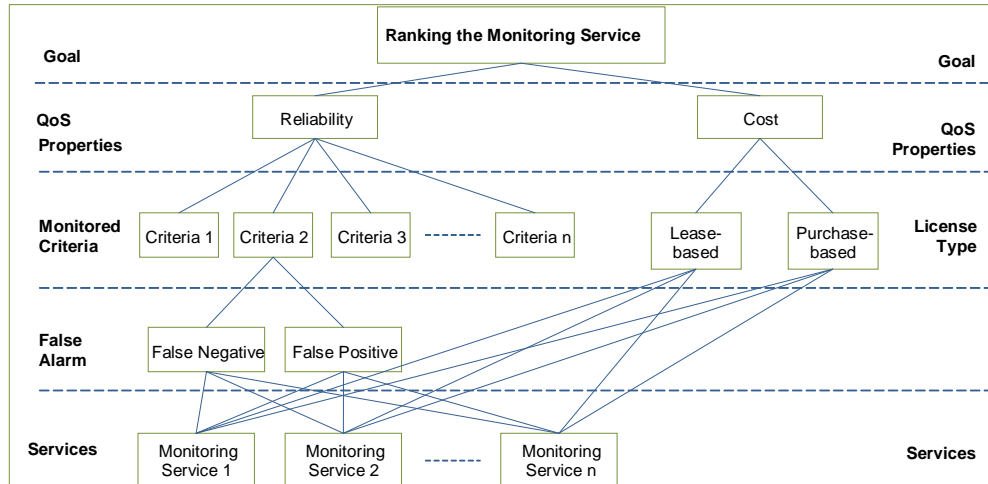 Ranking the Monitoring Service
Goal
Goal
Reliability
Cost
QoS
Properties
QoS
Properties
Monitored
Criteria
Criteria 1
Criteria 2
Criteria 3
Criteria n
Lease-
based
Purchase-
based
License
Type
False
Alarm
False Negative
False Positive
Services
Monitoring
Service 1
Monitoring
Service 2
Monitoring
Service n
Services